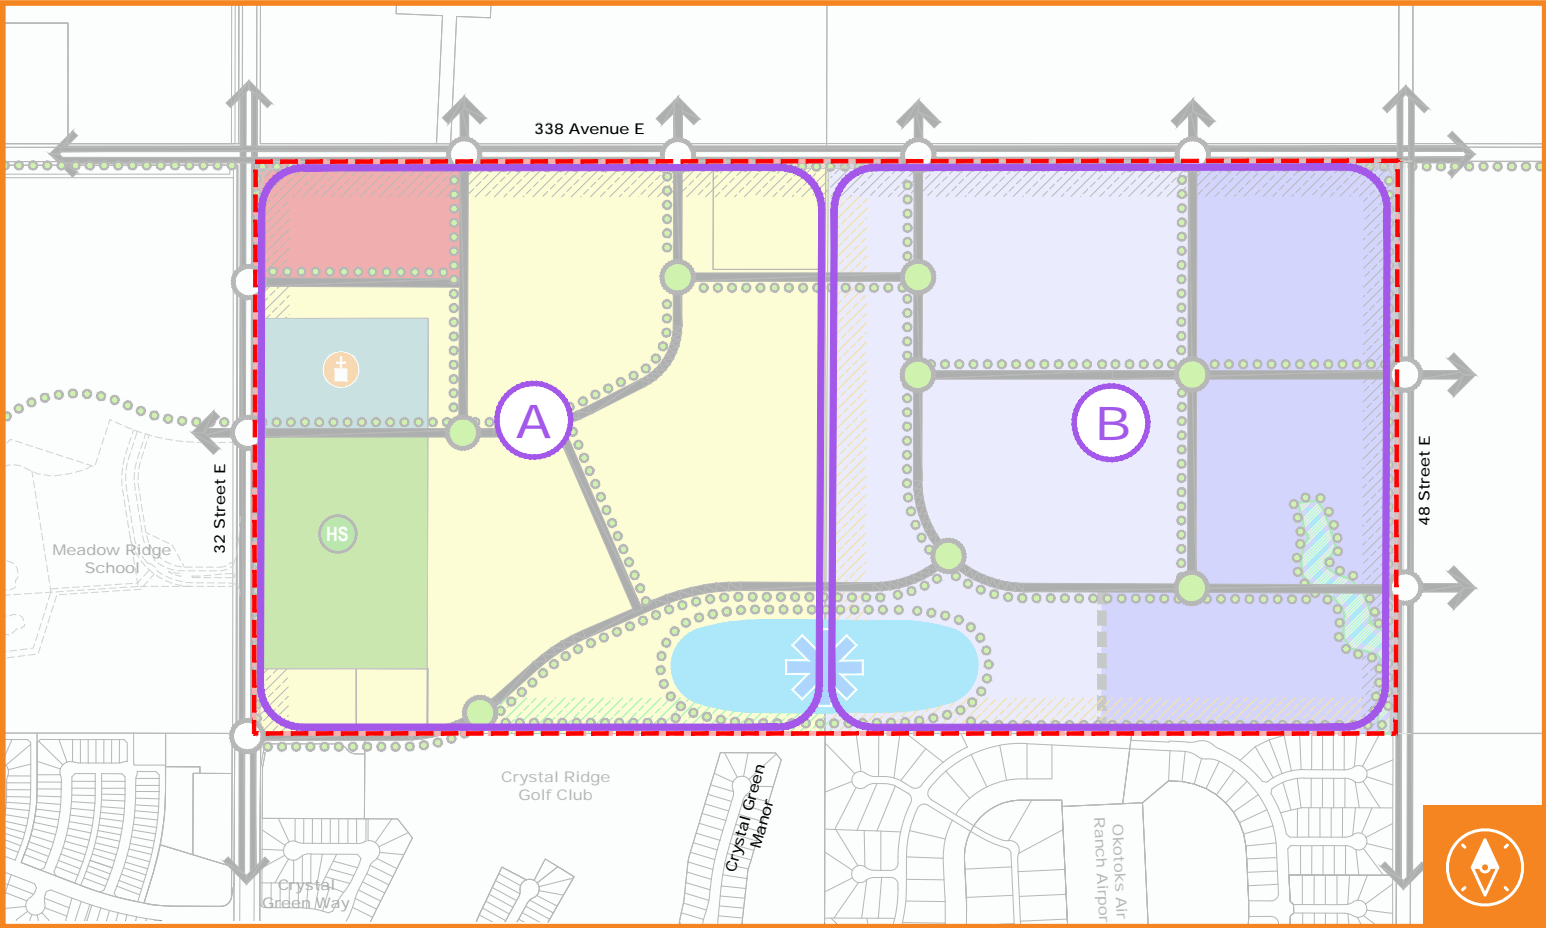 338 Avenue E
A
B
32 Street E
48 Street E
HS
Meadow Ridge
School
Crystal Ridge
Golf Club
Crystal Green
Manor
Okotoks Air
Ranch Airport
Crystal
Green Way